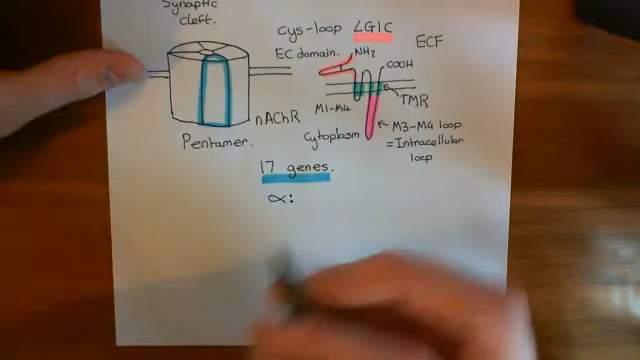 Synaptic
cleft.
Cys-loop LGIC
EC domain.
NH2
ECF
COOH
M1-M4
TMR
nAChR
Cytoplasm
M3-M4 loop
= Intracellular
loop
Pentamer.
17 genes.
∝: